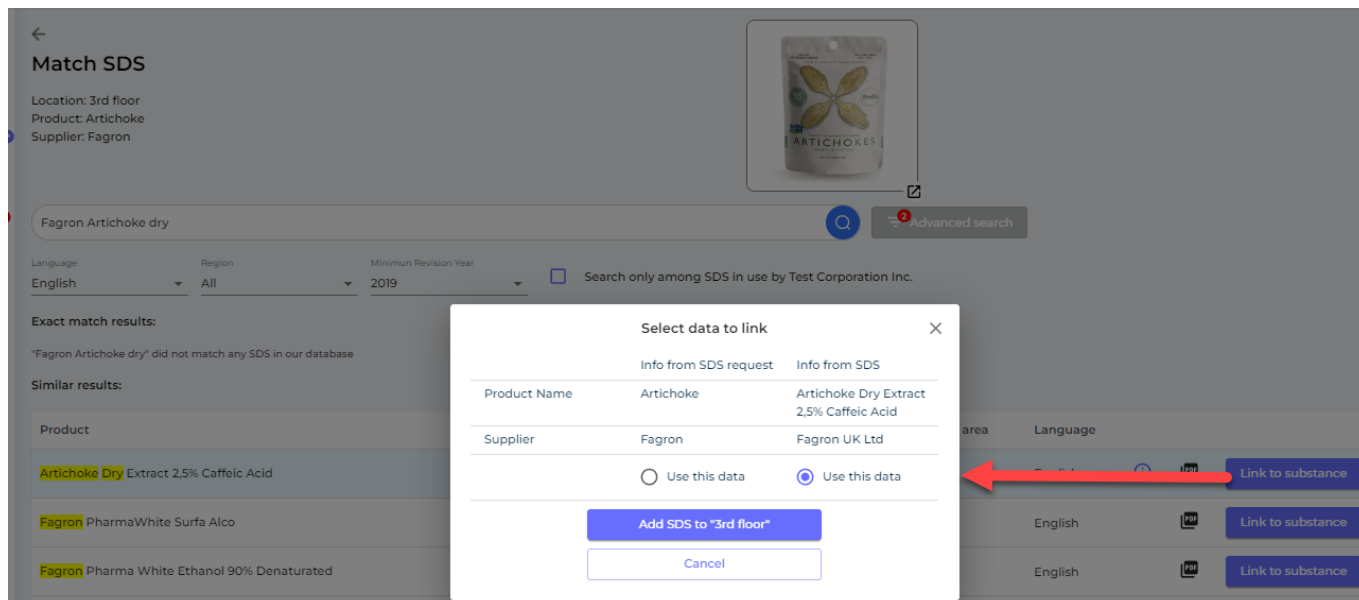 Match SDS
Location: 3rd floor
Product: Artichoke
Supplier: Fagron
ARTICHOKES
Fagron Artichoke dry
2
Advanced search
Language
Region
Minimun Revision Year
English
All
2019
Search only among SDS in use by Test Corporation Inc.
Exact match results:
"Fagron Artichoke dry" did not match any SDS in our database
Similar results:
Select data to link
Info from SDS request Info from SDS
Product Name Artichoke Artichoke Dry Extract
2,5% Caffeic Acid
Supplier Fagron Fagron UK Ltd
Use this data Use this data
Add SDS to "3rd floor"
Cancel
Product area Language
Artichoke Dry Extract 2,5% Caffeic Acid PDF Link to substance
Fagron PharmaWhite Surfa Alco English PDF Link to substance
Fagron Pharma White Ethanol 90% Denaturated English PDF Link to substance